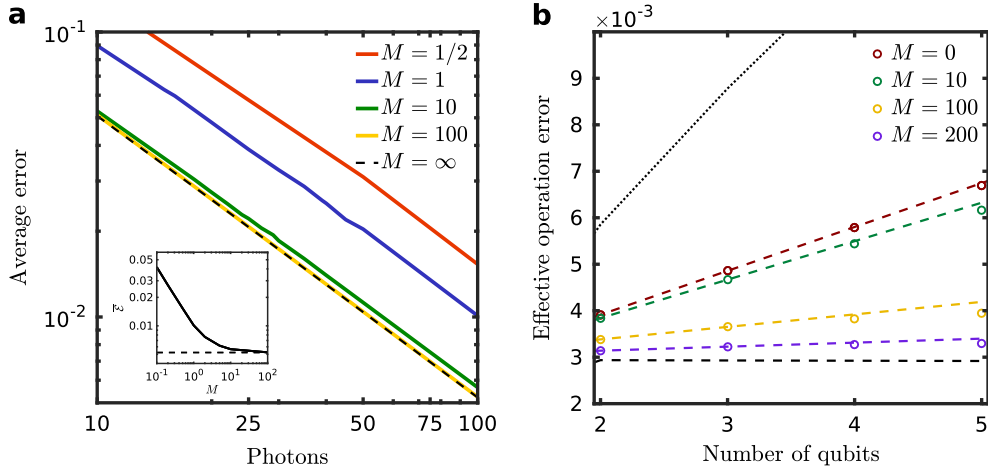 a
10^-1
10^-2
10
25
50
75
100
Photons
Average error
M = 1/2
M = 1
M = 10
M = 100
M = ∞
0.05
0.03
0.02
0.01
ε̄
10^-1
10^0
10^1
10^2
M
b
×10^-3
9
8
7
6
5
4
3
2
2
3
4
5
Number of qubits
Effective operation error
M = 0
M = 10
M = 100
M = 200